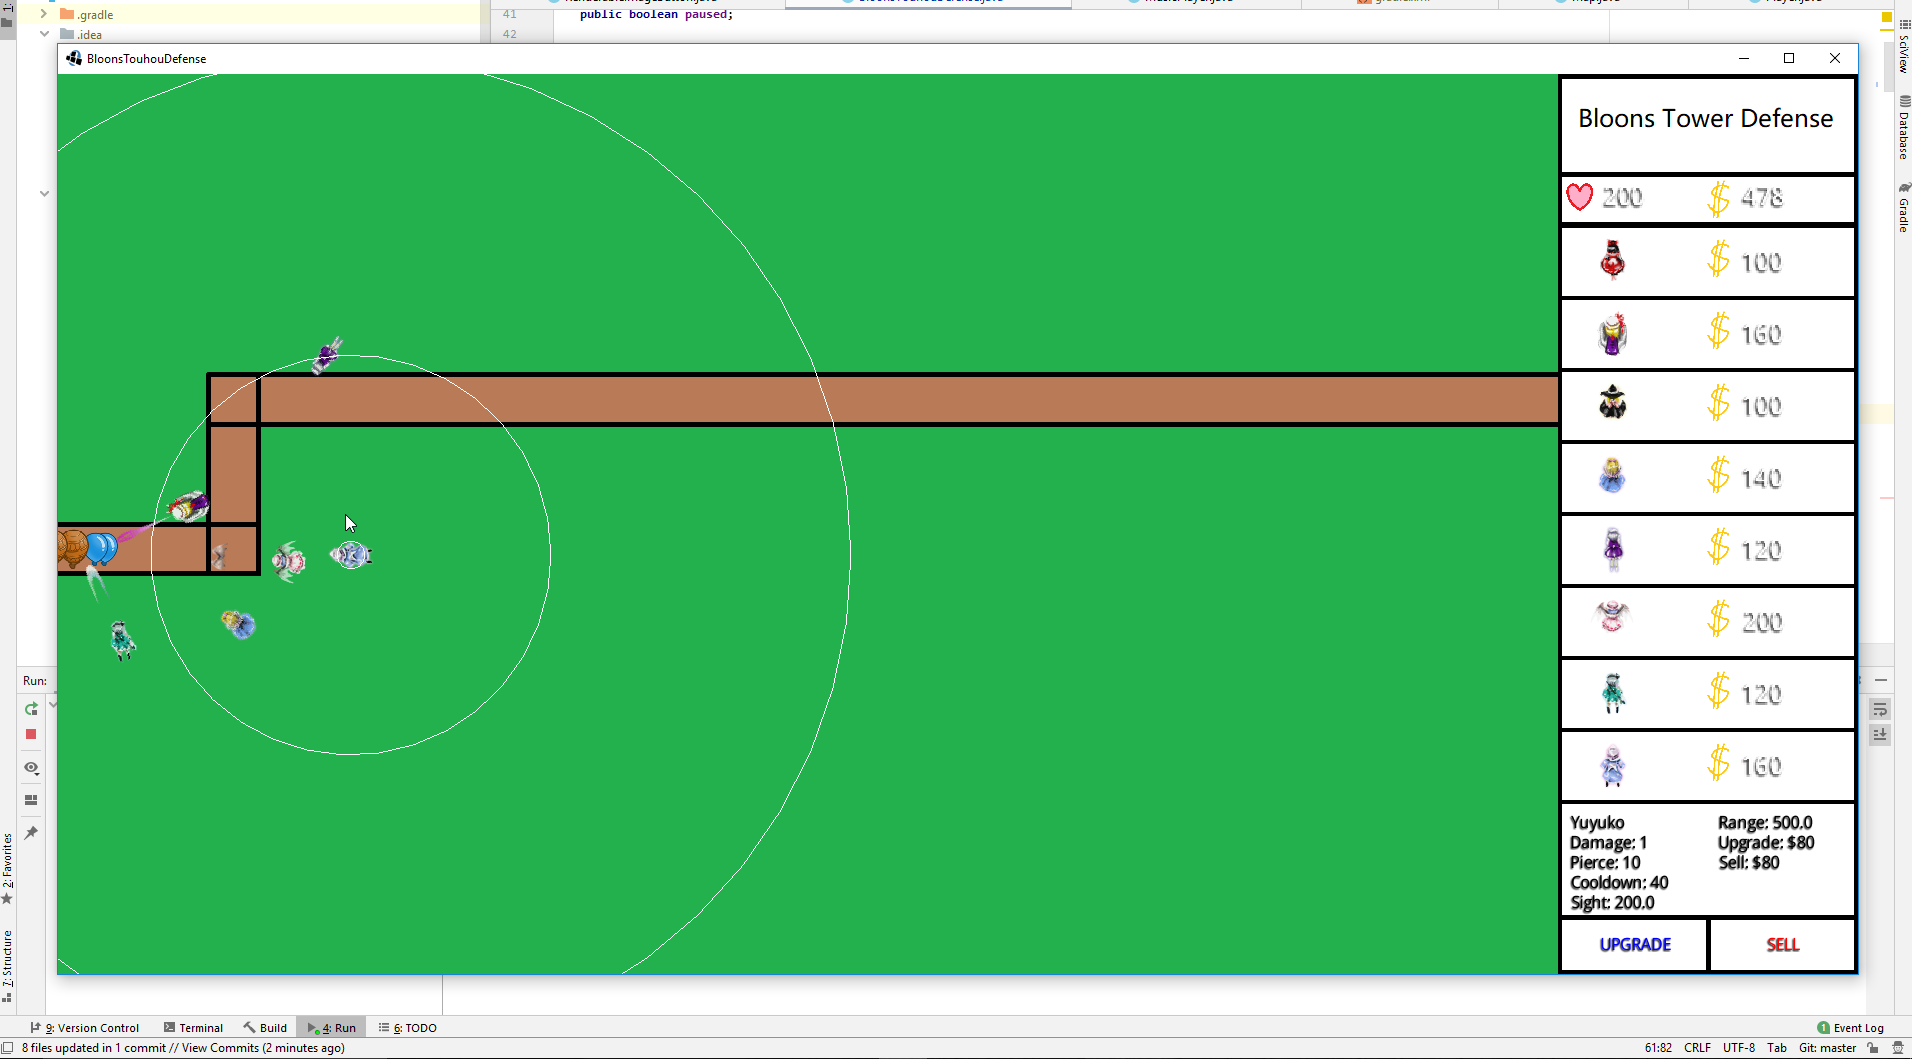 .gradle
41 public boolean paused;
.idea
42
BloonsTouhouDefense
SciView
Database
Gradle
Bloons Tower Defense
200 $ 478
$ 100
$ 160
$ 100
$ 140
$ 120
$ 200
$ 120
$ 160
Yuyuko
Damage: 1
Pierce: 10
Cooldown: 40
Sight: 200.0
Range: 500.0
Upgrade: $80
Sell: $80
UPGRADE SELL
Run:
2: Favorites
7: Structure
9: Version Control Terminal Build 4: Run 6: TODO 1 Event Log
8 files updated in 1 commit // View Commits (2 minutes ago) 61:82 CRLF UTF-8 Tab Git: master